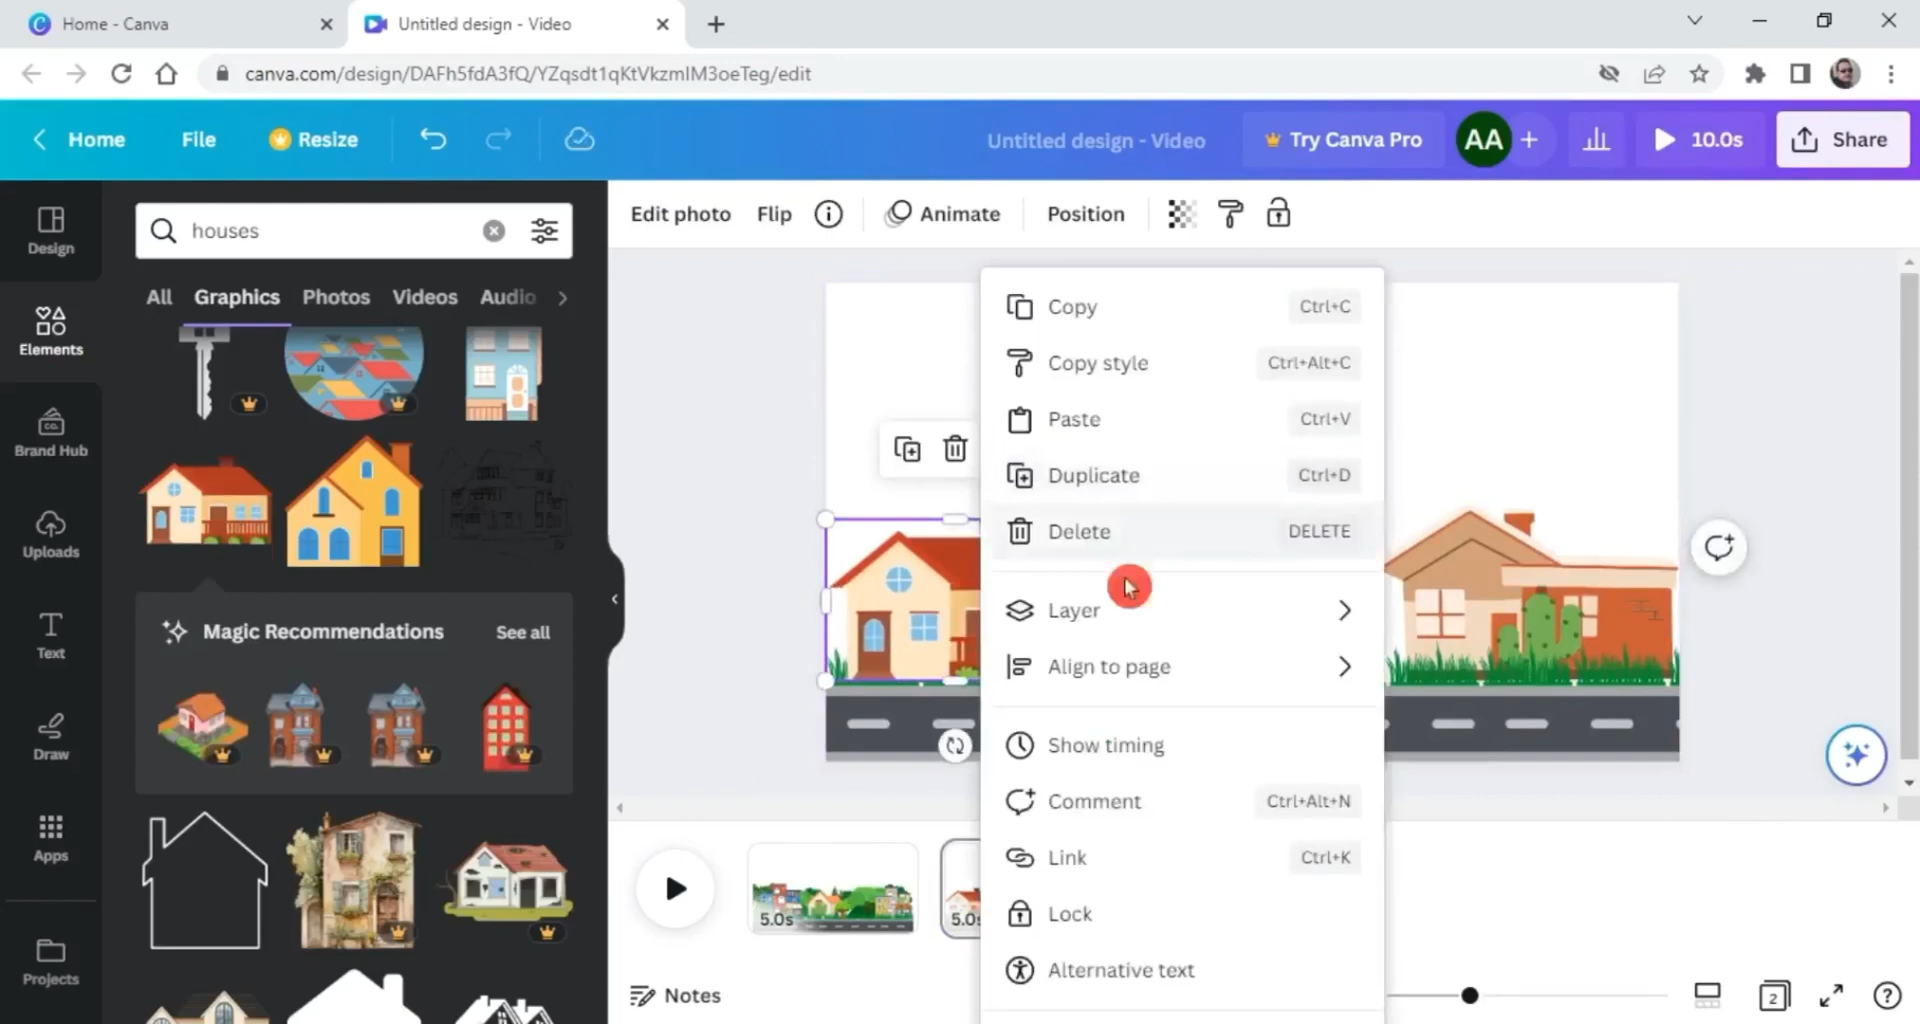 Home - Canva
Untitled design - Video
canva.com/design/DAFh5fdA3fQ/YZqsdt1qKtVkzmIM3oeTeg/edit
Home
File
Resize
Untitled design - Video
Try Canva Pro
AA
10.0s
Share
Design
Elements
Brand Hub
Uploads
Text
Draw
Apps
Projects
houses
All
Graphics
Photos
Videos
Audio
Magic Recommendations
See all
Edit photo
Flip
Animate
Position
Copy Ctrl+C
Copy style Ctrl+Alt+C
Paste Ctrl+V
Duplicate Ctrl+D
Delete DELETE
Layer
Align to page
Show timing
Comment Ctrl+Alt+N
Link Ctrl+K
Lock
Alternative text
5.0s
5.0s
Notes
2